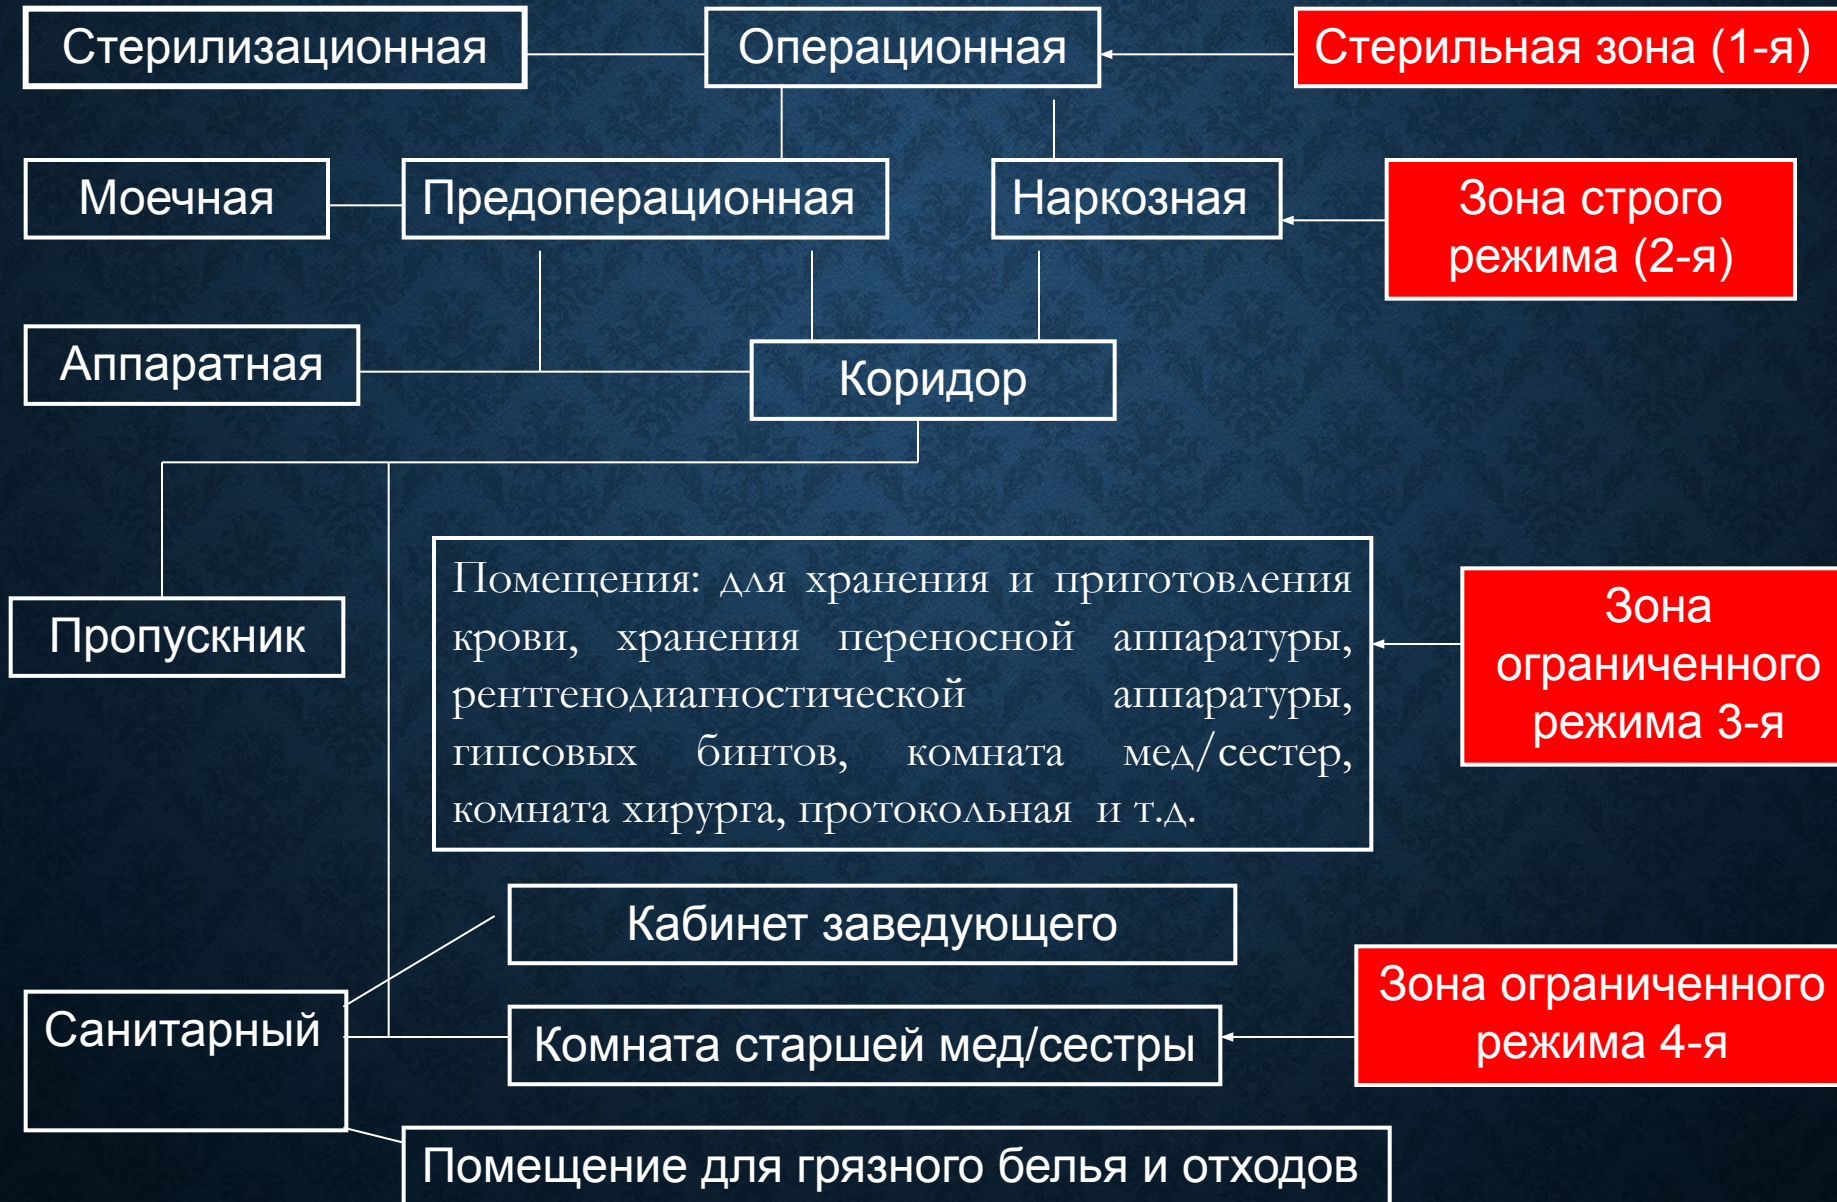 Стерилизационная
Операционная
Стерильная зона (1-я)
Моечная
Предоперационная
Наркозная
Зона строго
режима (2-я)
Аппаратная
Коридор
Пропускник
Помещения: для хранения и приготовления
крови, хранения переносной аппаратуры,
рентгенодиагностической аппаратуры,
гипсовых бинтов, комната мед/сестер,
комната хирурга, протокольная и т.д.
Зона
ограниченного
режима 3-я
Кабинет заведующего
Санитарный
Комната старшей мед/сестры
Зона ограниченного
режима 4-я
Помещение для грязного белья и отходов